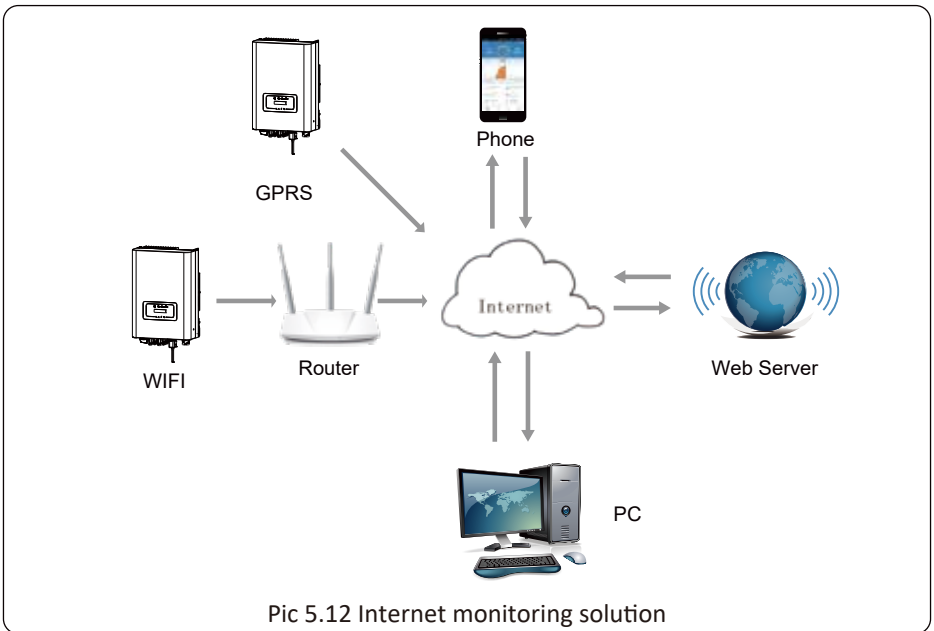 Phone
GPRS
Internet
WIFI
Router
Web Server
PC
Pic 5.12 Internet monitoring solution